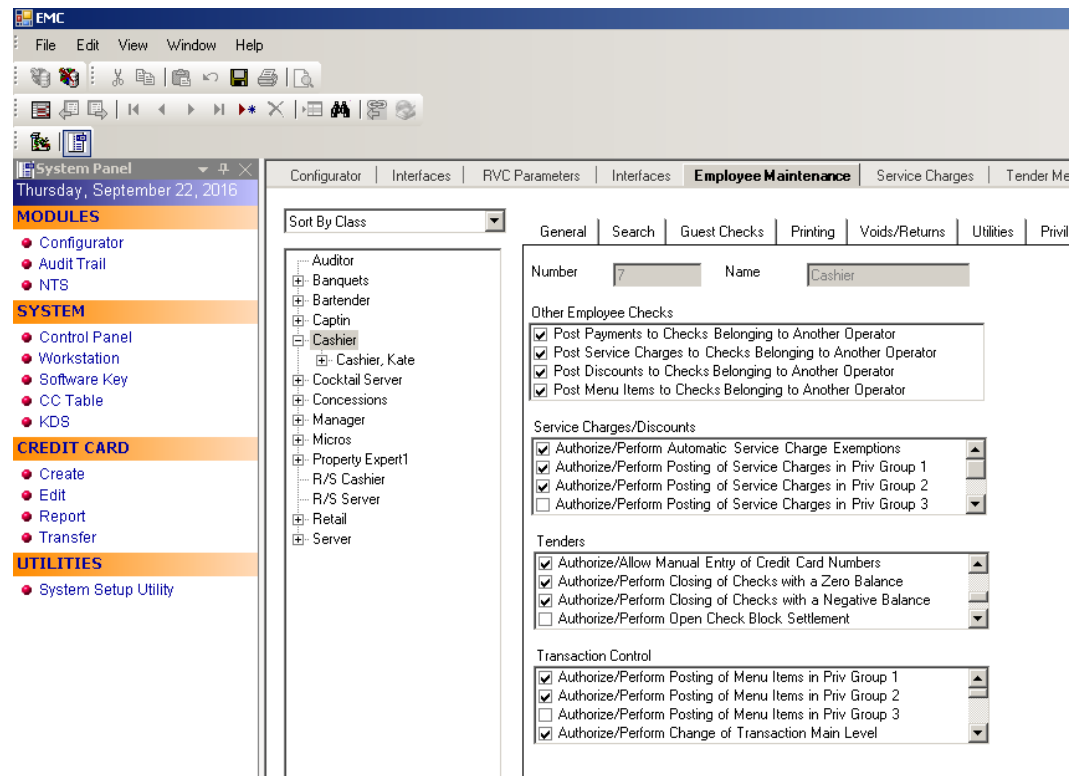 EMC
File Edit View Window Help
System Panel
Thursday, September 22, 2016
MODULES
Configurator
Audit Trail
NTS
SYSTEM
Control Panel
Workstation
Software Key
CC Table
KDS
CREDIT CARD
Create
Edit
Report
Transfer
UTILITIES
System Setup Utility
Configurator Interfaces RVC Parameters Interfaces Employee Maintenance Service Charges Tender Me
Sort By Class
Auditor
Banquets
Bartender
Captin
Cashier
Cashier, Kate
Cocktail Server
Concessions
Manager
Micros
Property Expert1
R/S Cashier
R/S Server
Retail
Server
General Search Guest Checks Printing Voids/Returns Utilities Privil
Number 7 Name Cashier
Other Employee Checks
Post Payments to Checks Belonging to Another Operator
Post Service Charges to Checks Belonging to Another Operator
Post Discounts to Checks Belonging to Another Operator
Post Menu Items to Checks Belonging to Another Operator
Service Charges/Discounts
Authorize/Perform Automatic Service Charge Exemptions
Authorize/Perform Posting of Service Charges in Priv Group 1
Authorize/Perform Posting of Service Charges in Priv Group 2
Authorize/Perform Posting of Service Charges in Priv Group 3
Tenders
Authorize/Allow Manual Entry of Credit Card Numbers
Authorize/Perform Closing of Checks with a Zero Balance
Authorize/Perform Closing of Checks with a Negative Balance
Authorize/Perform Open Check Block Settlement
Transaction Control
Authorize/Perform Posting of Menu Items in Priv Group 1
Authorize/Perform Posting of Menu Items in Priv Group 2
Authorize/Perform Posting of Menu Items in Priv Group 3
Authorize/Perform Change of Transaction Main Level